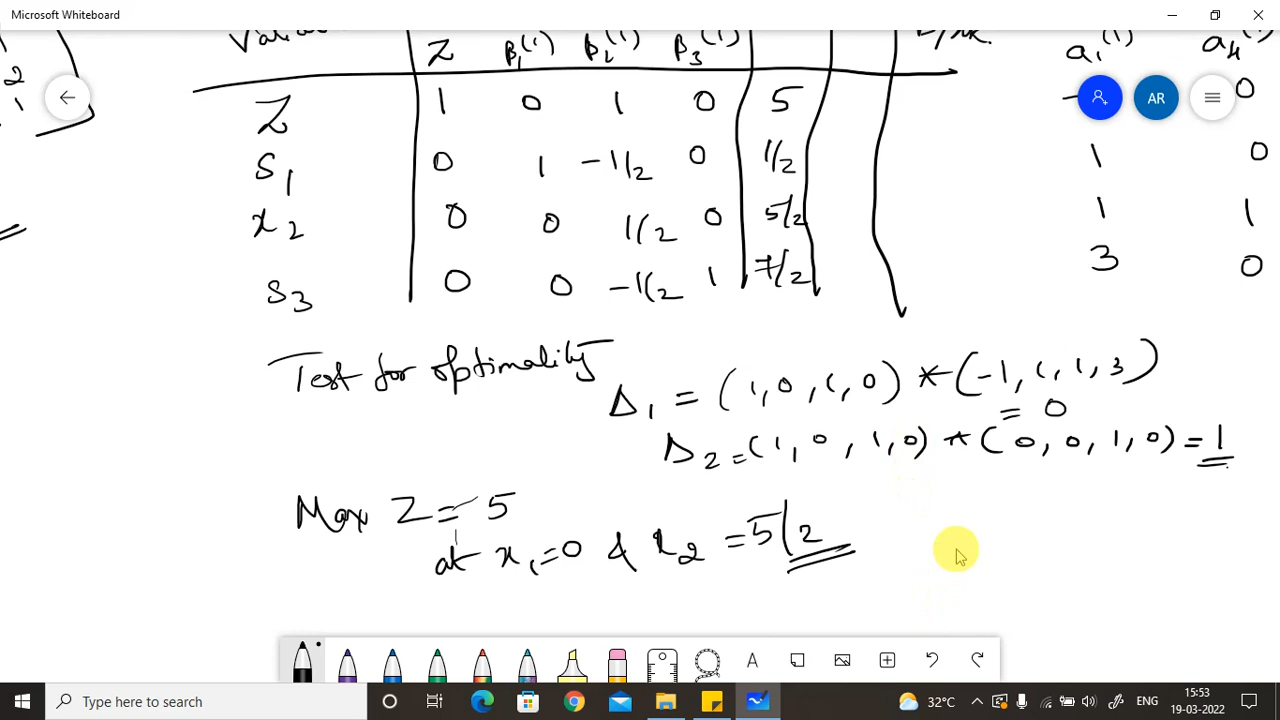 Microsoft Whiteboard
Z β₁⁽¹⁾ β₂⁽¹⁾ β₃⁽¹⁾ a₁⁽¹⁾ a₄⁽¹⁾
2
1
AR
Z 1 0 1 0 5 0
S₁ 0 1 -1/2 0 1/2 1 0
x₂ 0 0 1/2 0 5/2 1 1
S₃ 0 0 -1/2 1 7/2 3 0
Test for optimality
Δ₁ = (1, 0, 1, 0) * (-1, 1, 1, 3)
= 0
Δ₂ = (1, 0, 1, 0) * (0, 0, 1, 0) = 1
Max Z = 5
at x₁ = 0 & x₂ = 5/2
A
Type here to search
32°C
ENG
15:53
19-03-2022